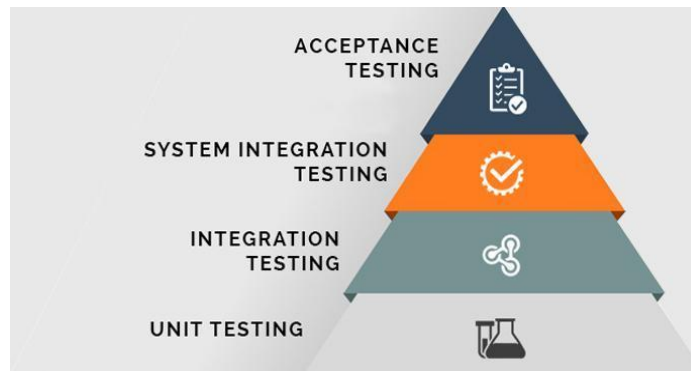 ACCEPTANCE
TESTING
SYSTEM INTEGRATION
TESTING
INTEGRATION
TESTING
UNIT TESTING